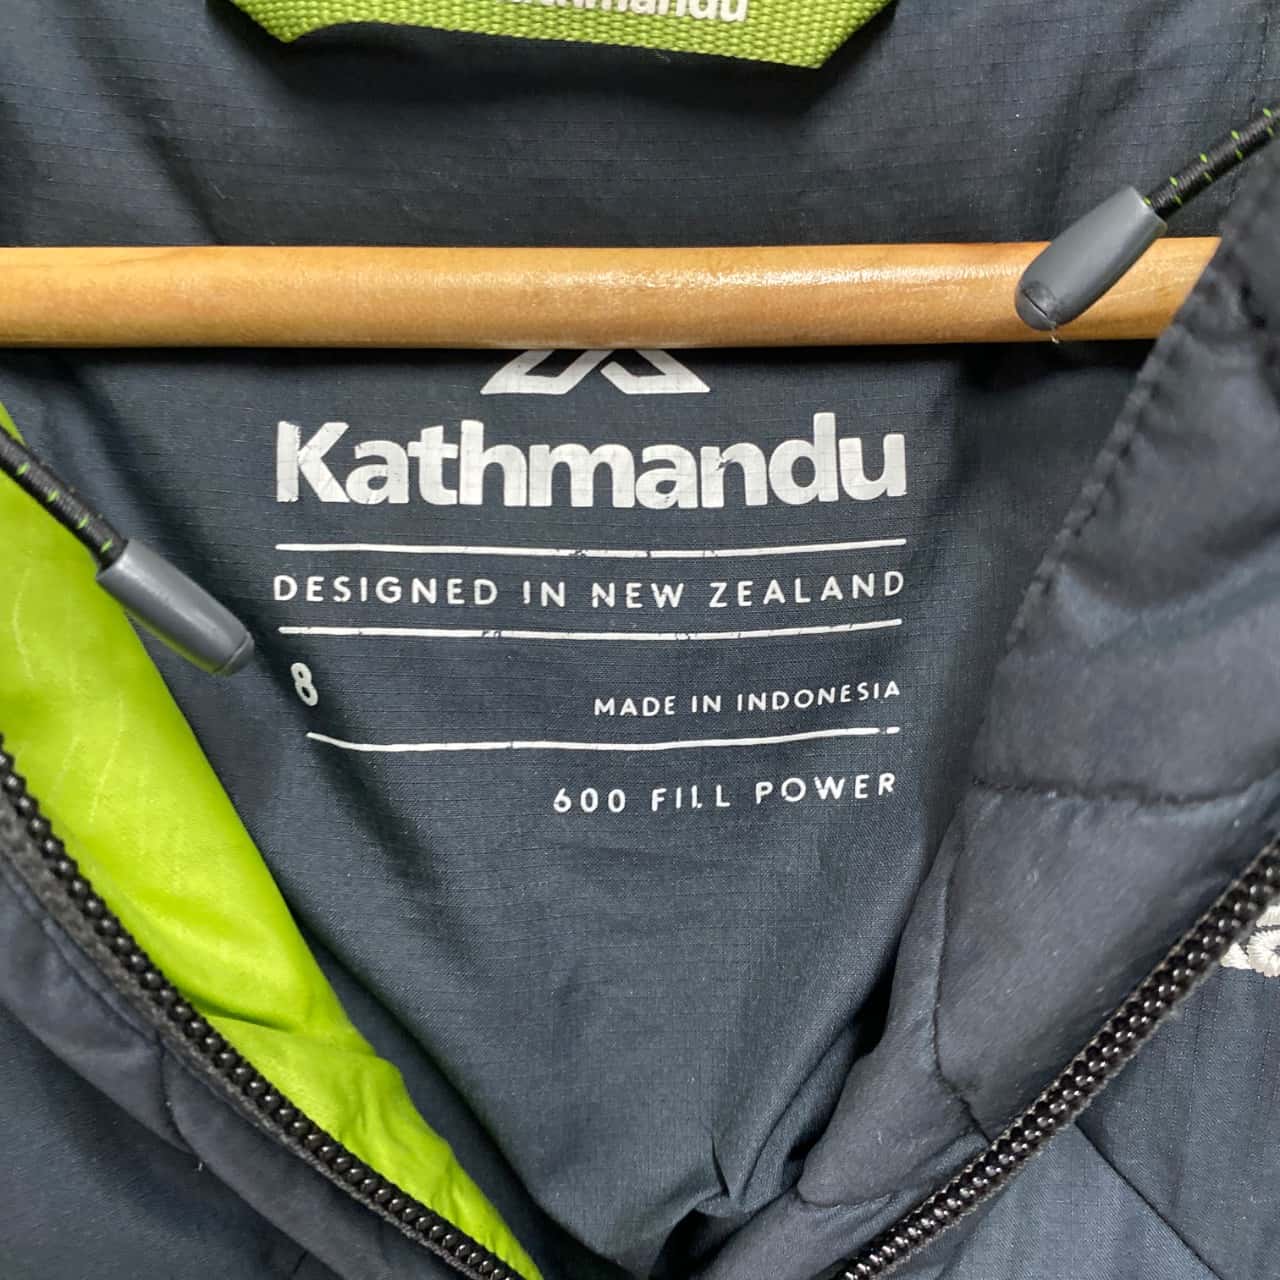 Kathmandu
DESIGNED IN NEW ZEALAND
8
MADE IN INDONESIA
600 FILL POWER